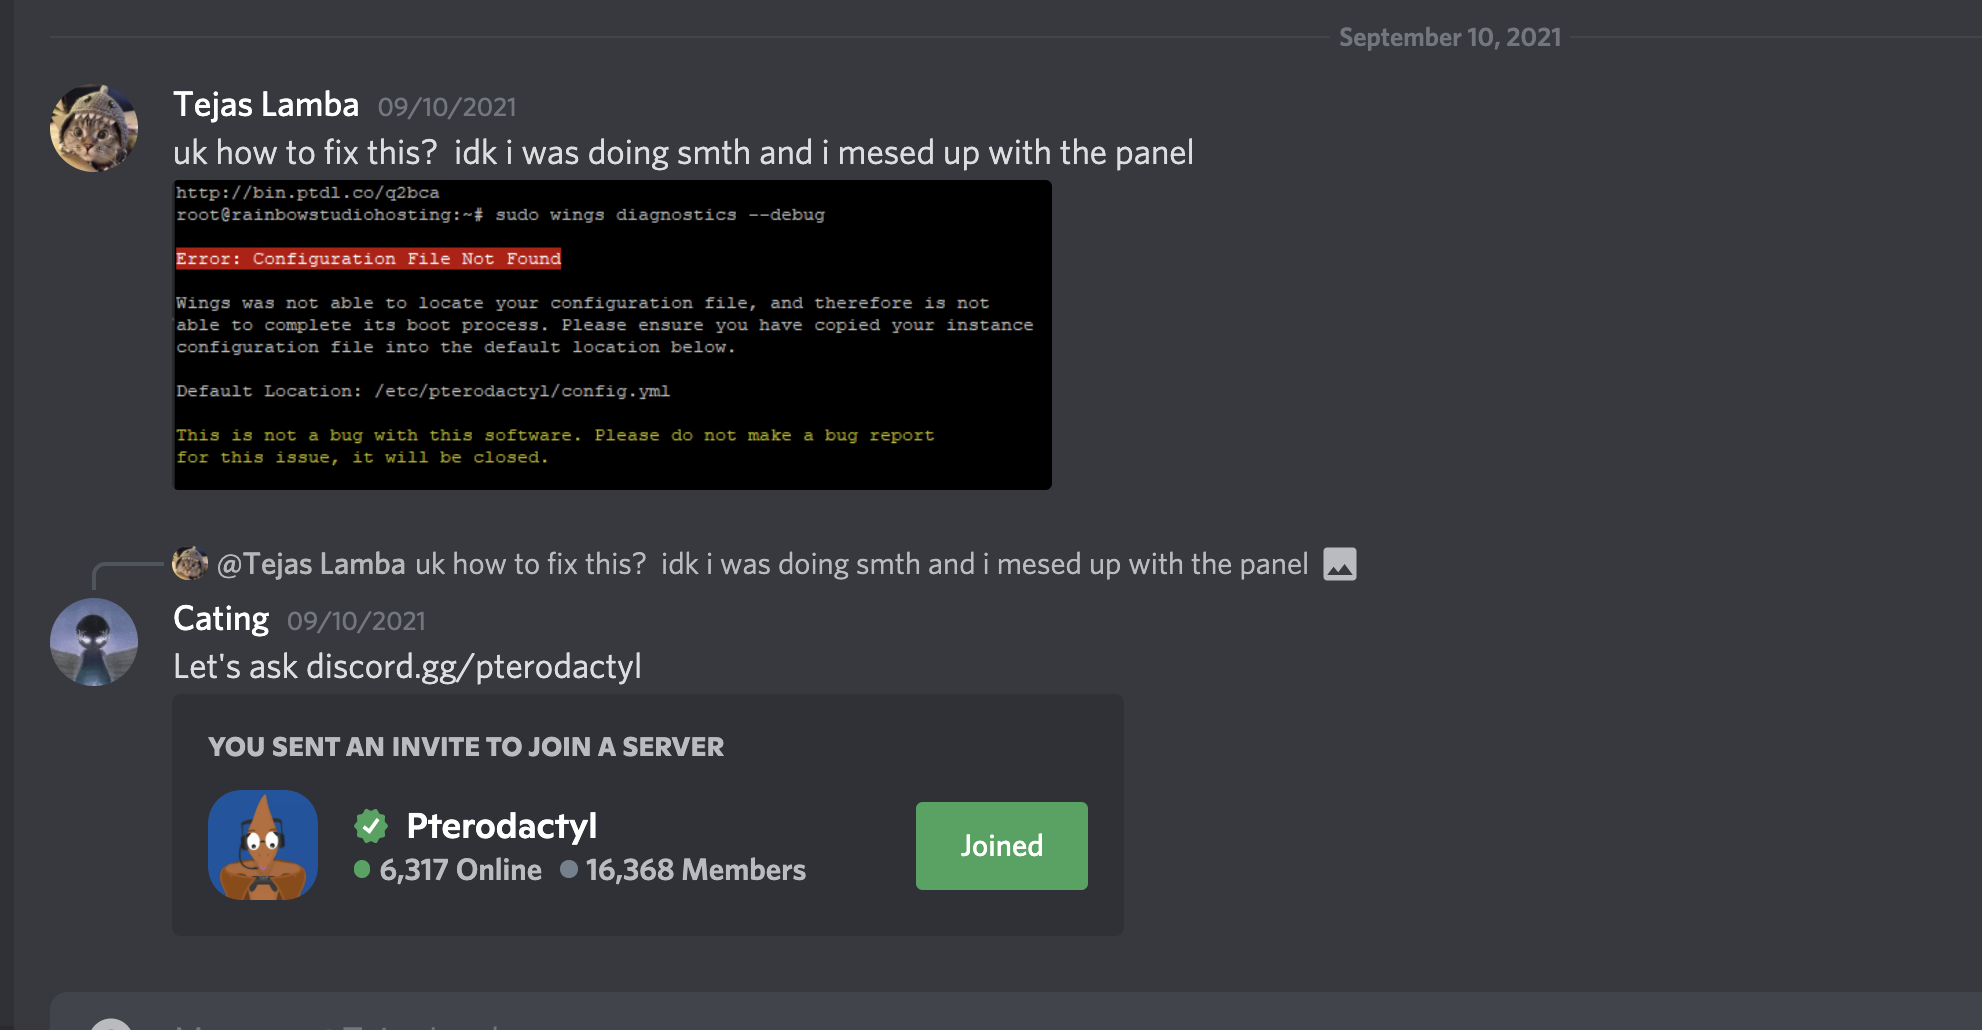 September 10, 2021
Tejas Lamba 09/10/2021
uk how to fix this?  idk i was doing smth and i mesed up with the panel
http://bin.ptdl.co/q2bca
root@rainbowstudiohosting:~# sudo wings diagnostics --debug
Error: Configuration File Not Found
Wings was not able to locate your configuration file, and therefore is not
able to complete its boot process. Please ensure you have copied your instance
configuration file into the default location below.
Default Location: /etc/pterodactyl/config.yml
This is not a bug with this software. Please do not make a bug report
for this issue, it will be closed.
@Tejas Lamba uk how to fix this?  idk i was doing smth and i mesed up with the panel
Cating 09/10/2021
Let's ask discord.gg/pterodactyl
YOU SENT AN INVITE TO JOIN A SERVER
Pterodactyl
6,317 Online 16,368 Members
Joined